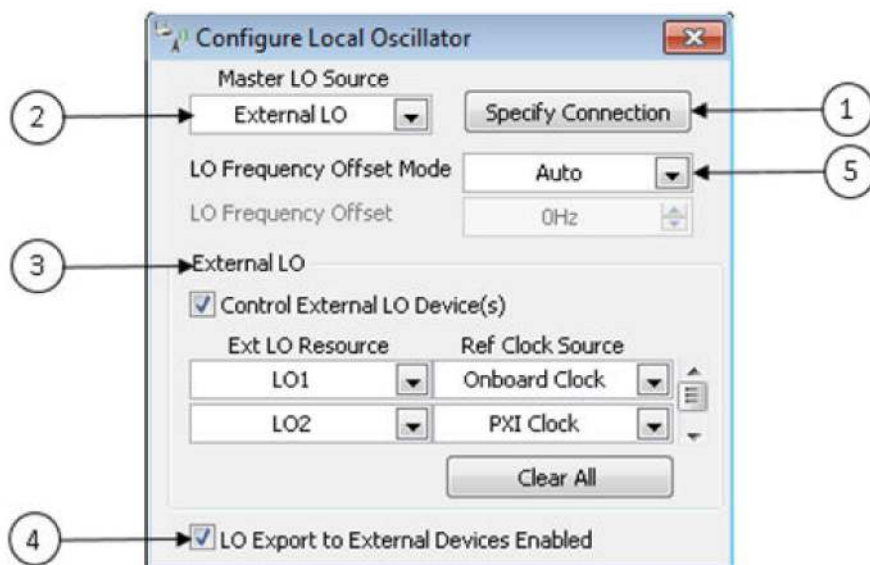 Configure Local Oscillator
Master LO Source
2
External LO
Specify Connection
1
LO Frequency Offset Mode
Auto
5
LO Frequency Offset
0Hz
3
External LO
Control External LO Device(s)
Ext LO Resource
Ref Clock Source
LO1
Onboard Clock
LO2
PXI Clock
Clear All
4
LO Export to External Devices Enabled